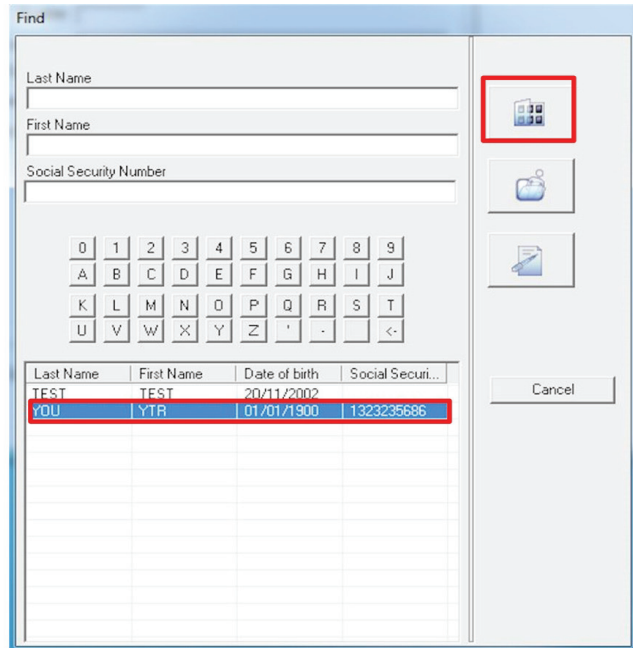 Find
Last Name
First Name
Social Security Number
0 1 2 3 4 5 6 7 8 9
A B C D E F G H I J
K L M N O P Q R S T
U V W X Y Z ' - <-
Last Name First Name Date of birth Social Securi...
TEST TEST 20/11/2002
YOU YTR 01/01/1900 1323235686
Cancel